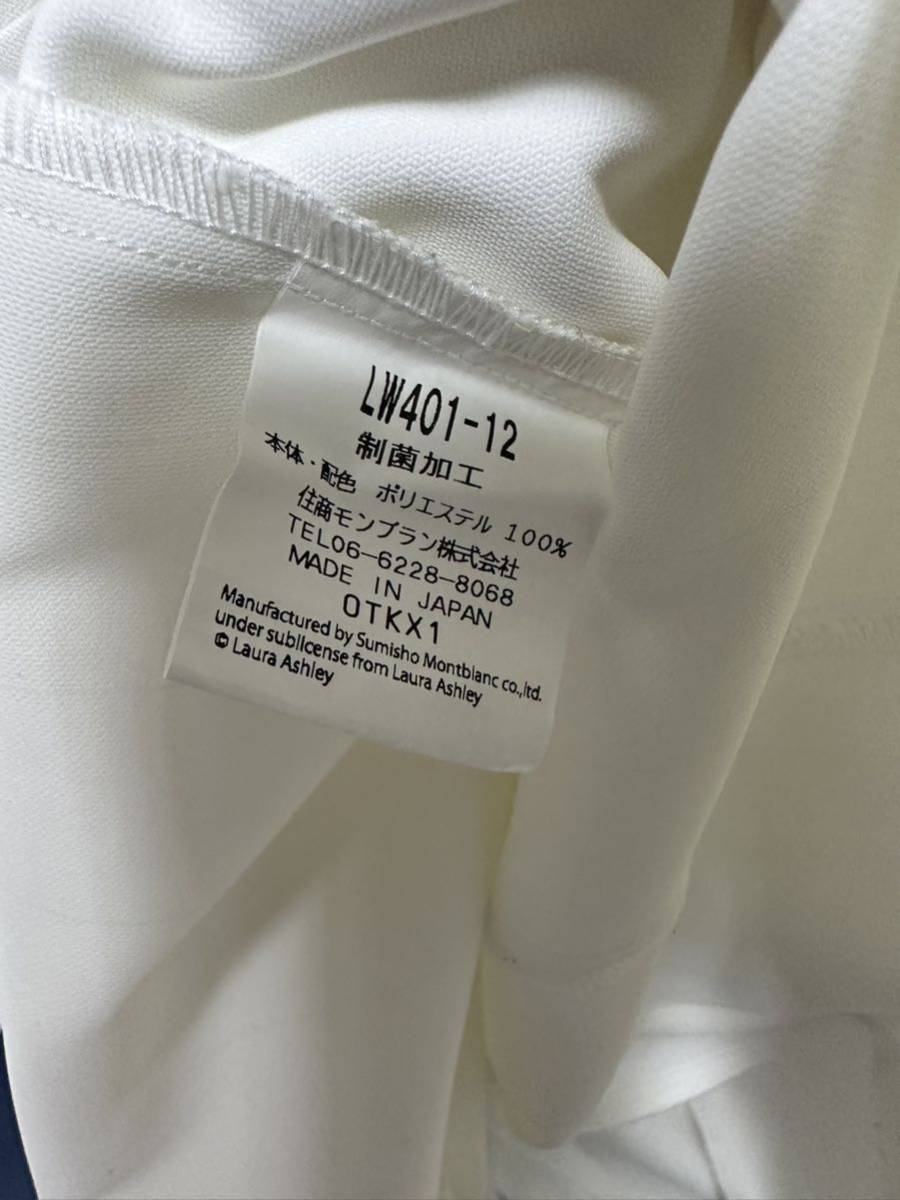 LW401-12
制菌加工
本体・配色 ポリエステル 100%
住商モンブラン株式会社
TEL06-6228-8068
MADE IN JAPAN
OTKX1
Manufactured by Sumisho Montblanc co.,ltd.
under sublicense from Laura Ashley
© Laura Ashley